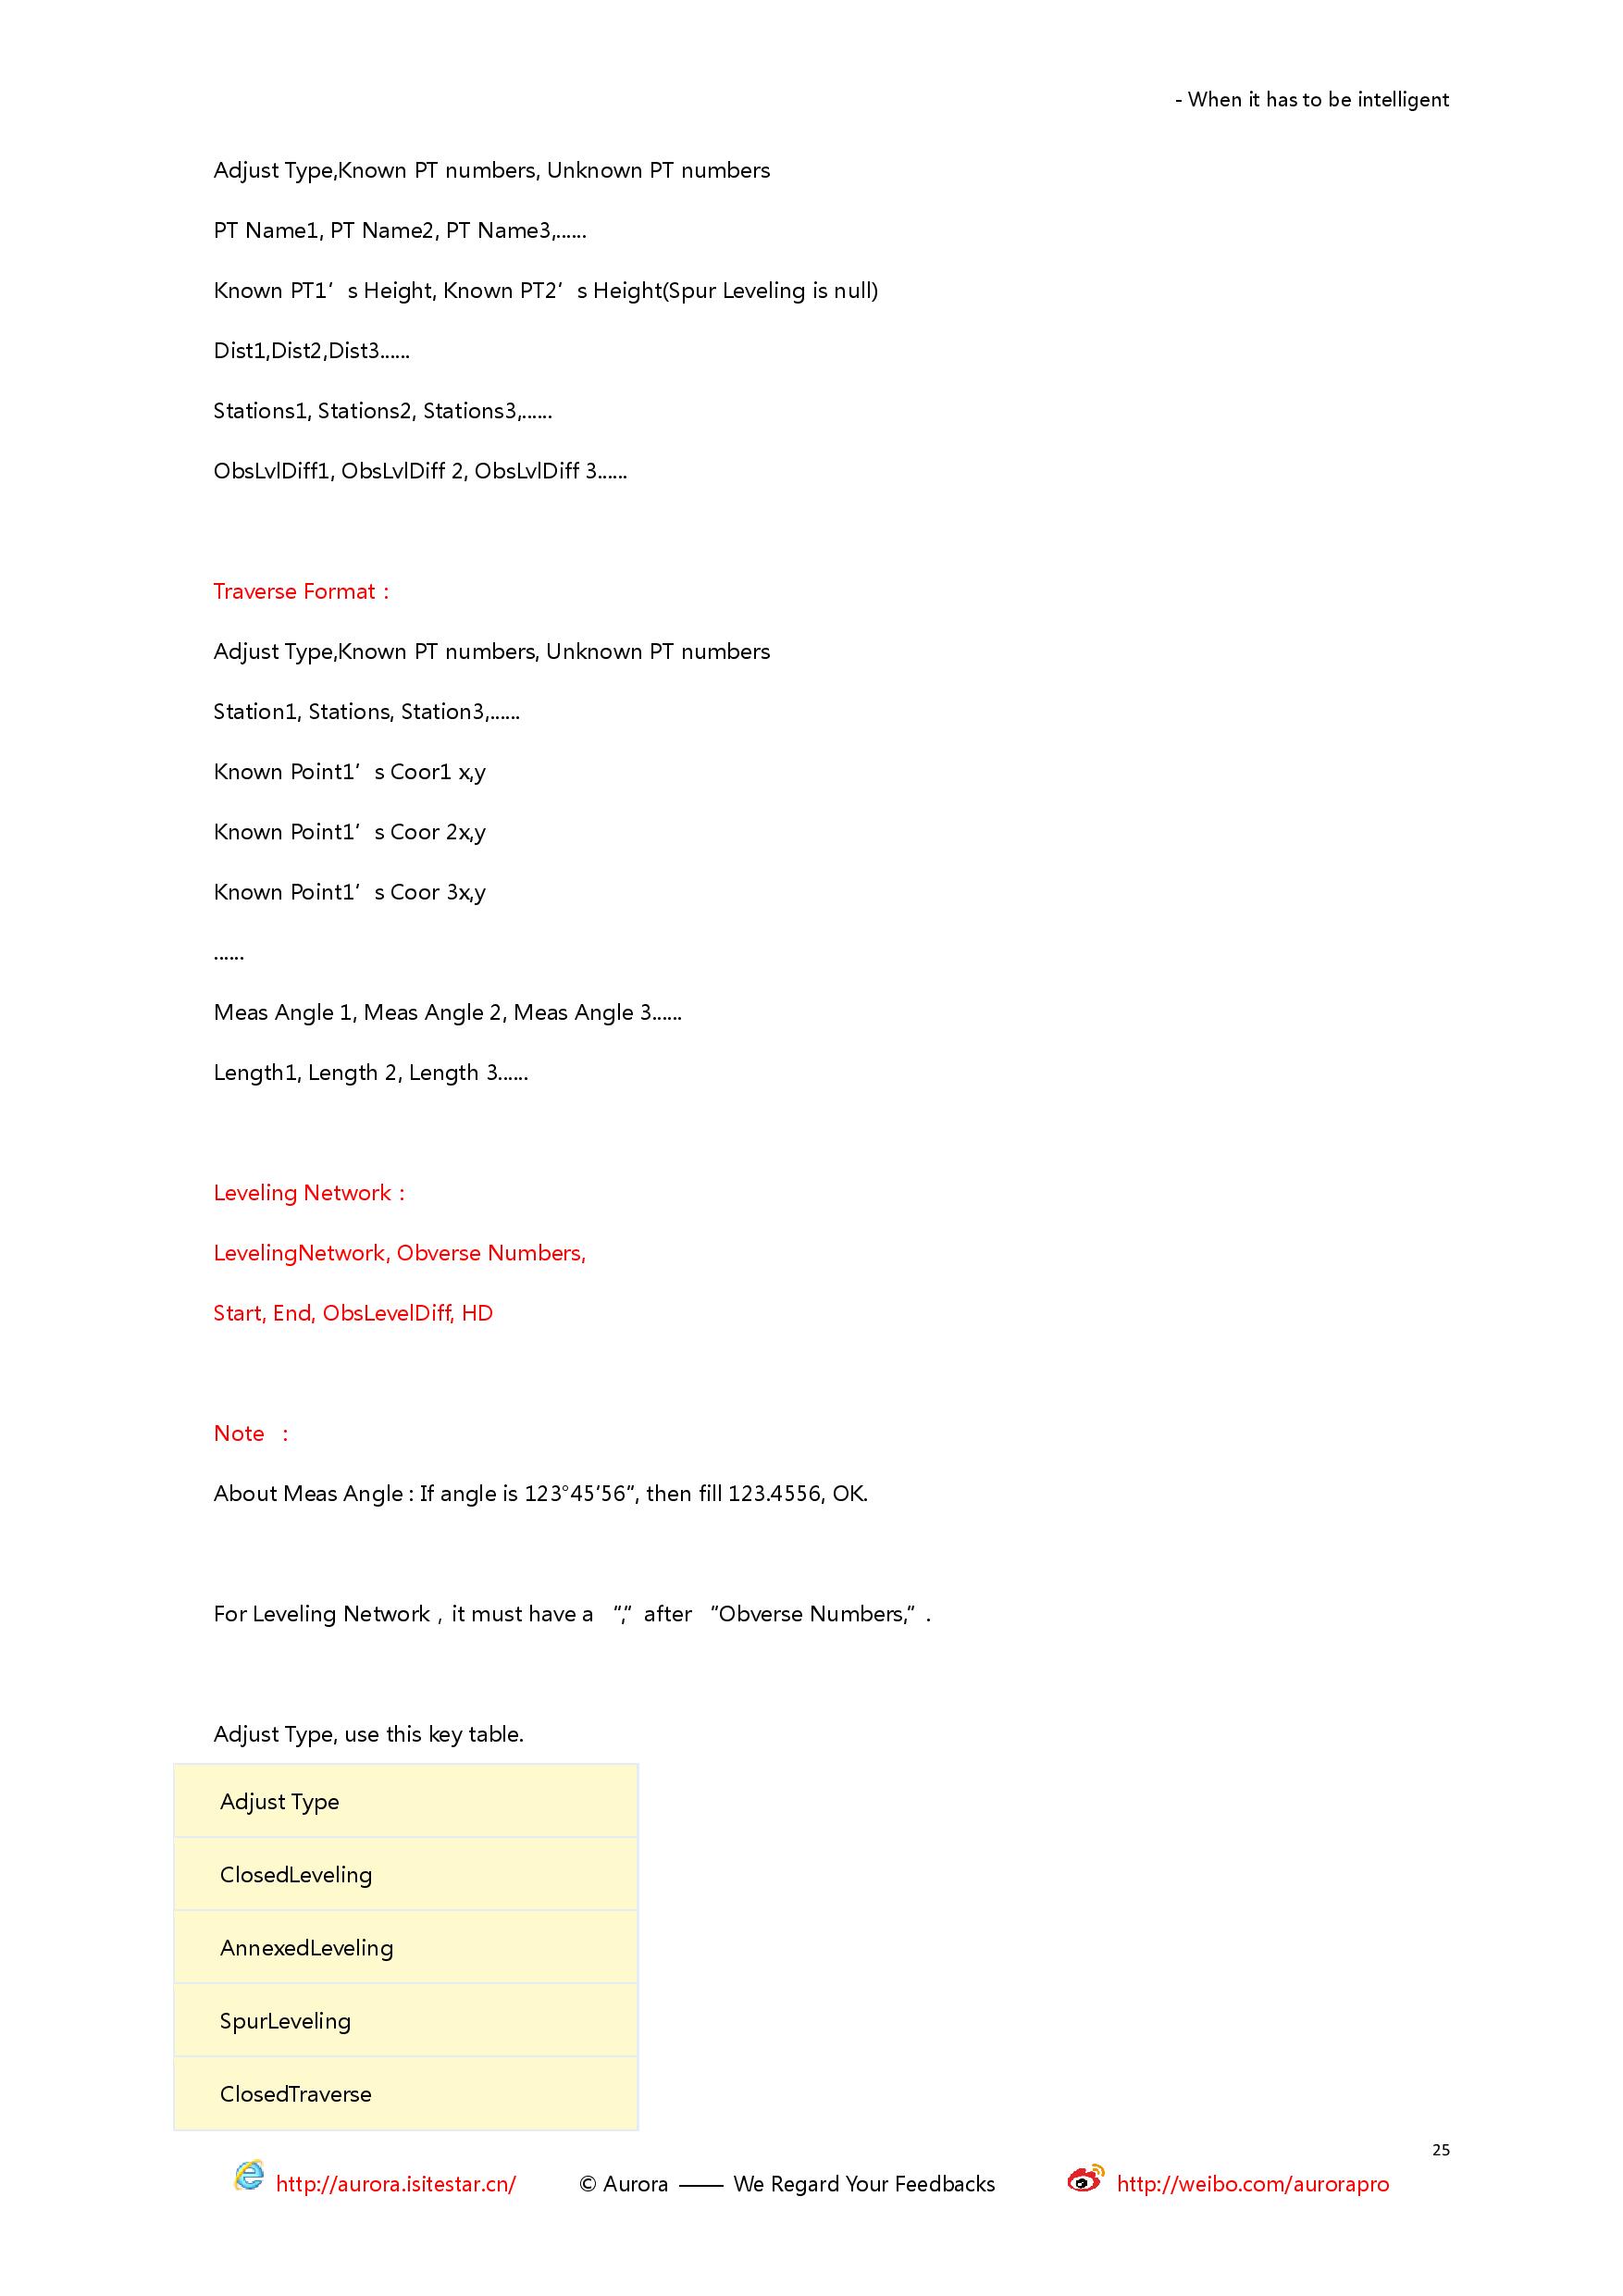 - When it has to be intelligent
Adjust Type,Known PT numbers, Unknown PT numbers
PT Name1, PT Name2, PT Name3,......
Known PT1’s Height, Known PT2’s Height(Spur Leveling is null)
Dist1,Dist2,Dist3......
Stations1, Stations2, Stations3,......
ObsLvlDiff1, ObsLvlDiff 2, ObsLvlDiff 3......
Traverse Format：
Adjust Type,Known PT numbers, Unknown PT numbers
Station1, Stations, Station3,......
Known Point1’s Coor1 x,y
Known Point1’s Coor 2x,y
Known Point1’s Coor 3x,y
......
Meas Angle 1, Meas Angle 2, Meas Angle 3......
Length1, Length 2, Length 3......
Leveling Network：
LevelingNetwork, Obverse Numbers,
Start, End, ObsLevelDiff, HD
Note ：
About Meas Angle : If angle is 123°45’56”, then fill 123.4556, OK.
For Leveling Network，it must have a “,” after “Obverse Numbers,”.
Adjust Type, use this key table.
Adjust Type
ClosedLeveling
AnnexedLeveling
SpurLeveling
ClosedTraverse
25
http://aurora.isitestar.cn/ © Aurora —— We Regard Your Feedbacks http://weibo.com/aurorapro